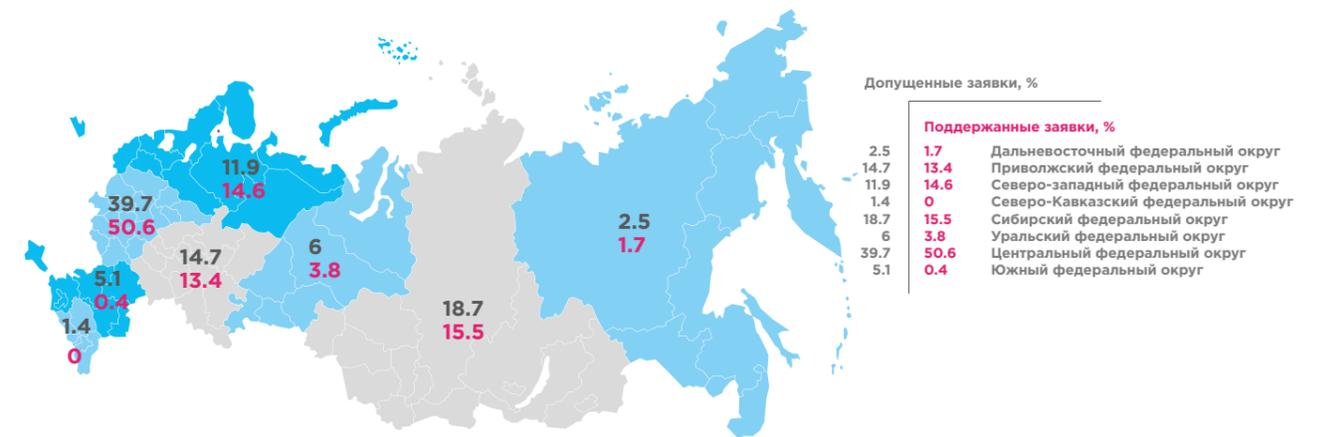 11.9
14.6
39.7
50.6
2.5
1.7
6
3.8
14.7
13.4
5.1
0.4
18.7
15.5
1.4
0
Допущенные заявки, %
Поддержанные заявки, %
2.5 1.7 Дальневосточный федеральный округ
14.7 13.4 Приволжский федеральный округ
11.9 14.6 Северо-западный федеральный округ
1.4 0 Северо-Кавказский федеральный округ
18.7 15.5 Сибирский федеральный округ
6 3.8 Уральский федеральный округ
39.7 50.6 Центральный федеральный округ
5.1 0.4 Южный федеральный округ